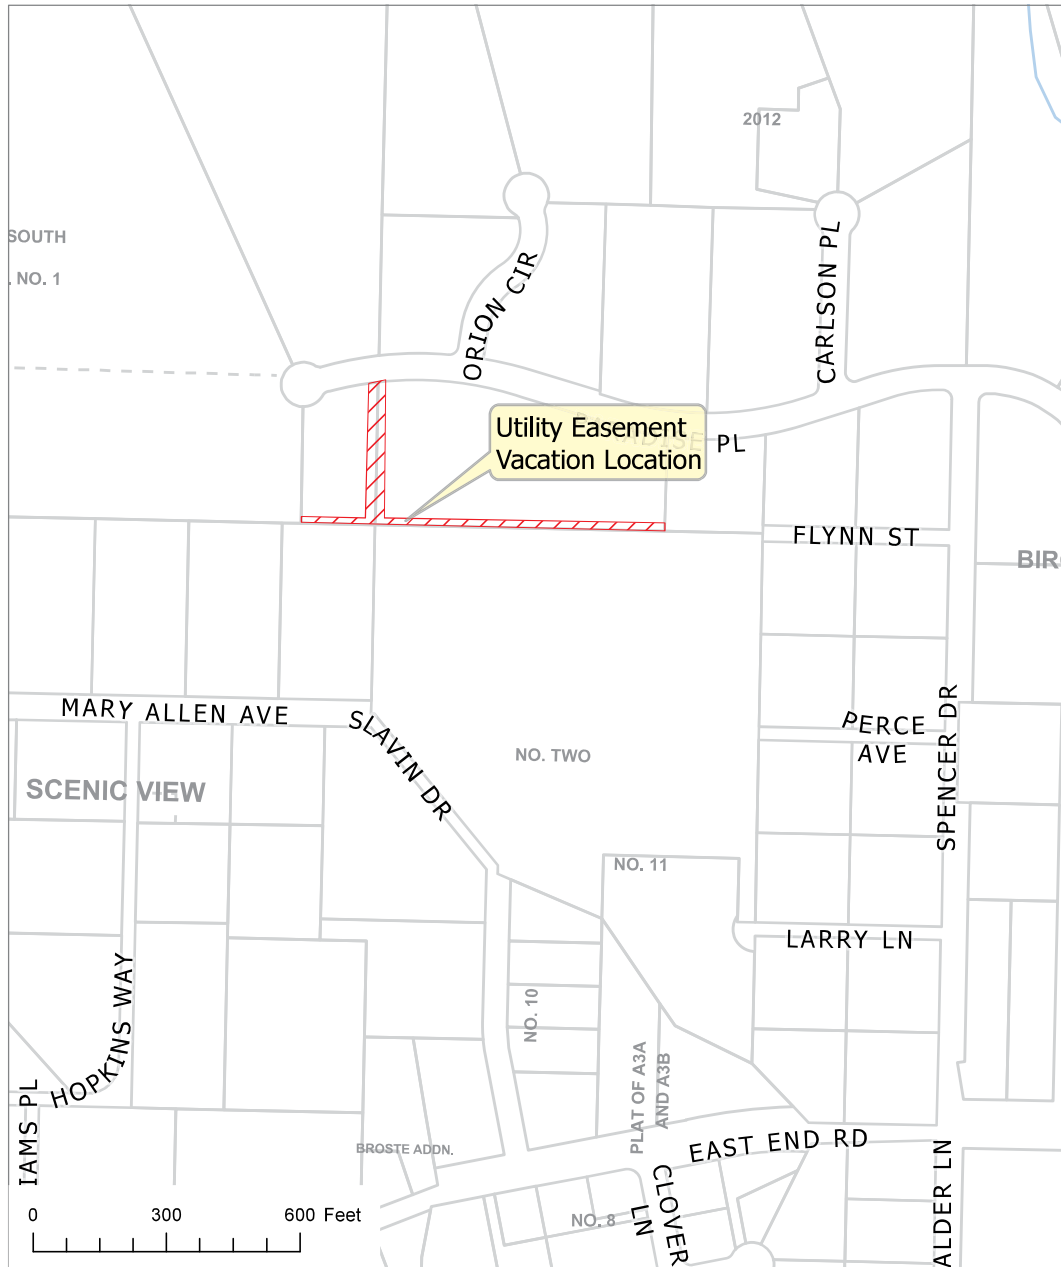 2012
SOUTH
. NO. 1
ORION CIR
CARLSON PL
Utility Easement
Vacation Location
PL
FLYNN ST
MARY ALLEN AVE
SLAVIN DR
NO. TWO
PERCE
AVE
SPENCER DR
SCENIC VIEW
NO. 11
LARRY LN
HOPKINS WAY
NO. 10
PLAT OF A3A
AND A3B
IAMS PL
BROSTE ADDN.
EAST END RD
CLOVER
LN
NO. 8
ALDER LN
0 300 600 Feet